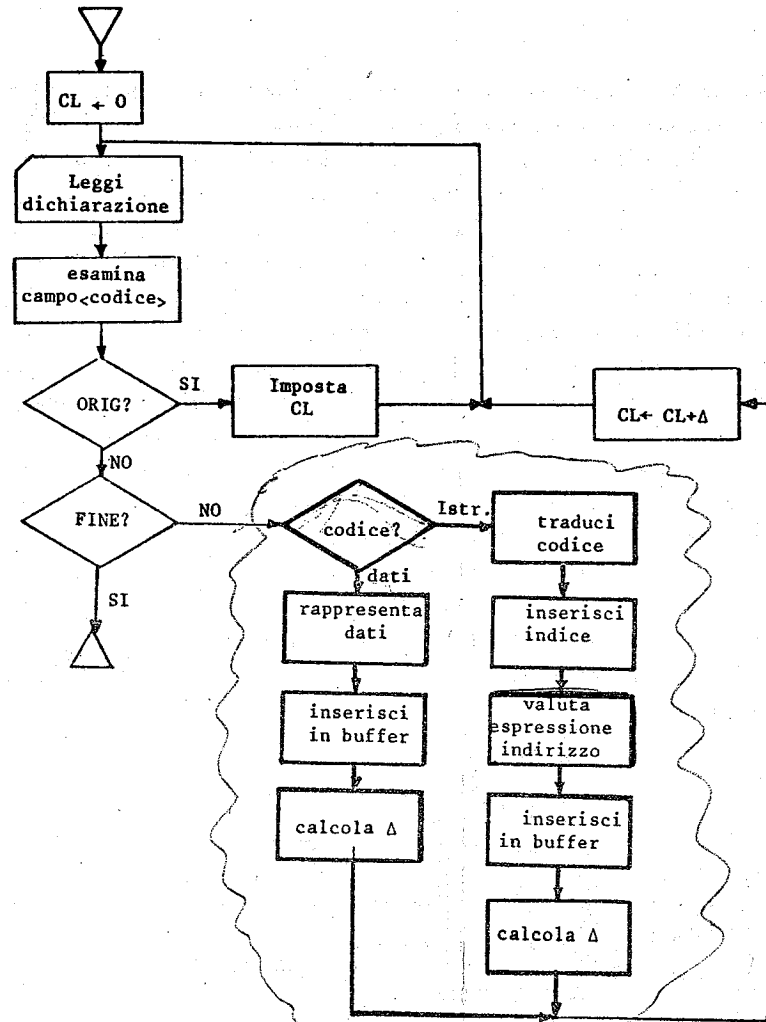 CL ← 0
Leggi
dichiarazione
esamina
campo<codice>
ORIG?
SI
Imposta
CL
CL← CL+Δ
NO
FINE?
NO
SI
codice?
Istr.
dati
traduci
codice
rappresenta
dati
inserisci
indice
inserisci
in buffer
valuta
espressione
indirizzo
calcola Δ
inserisci
in buffer
calcola Δ